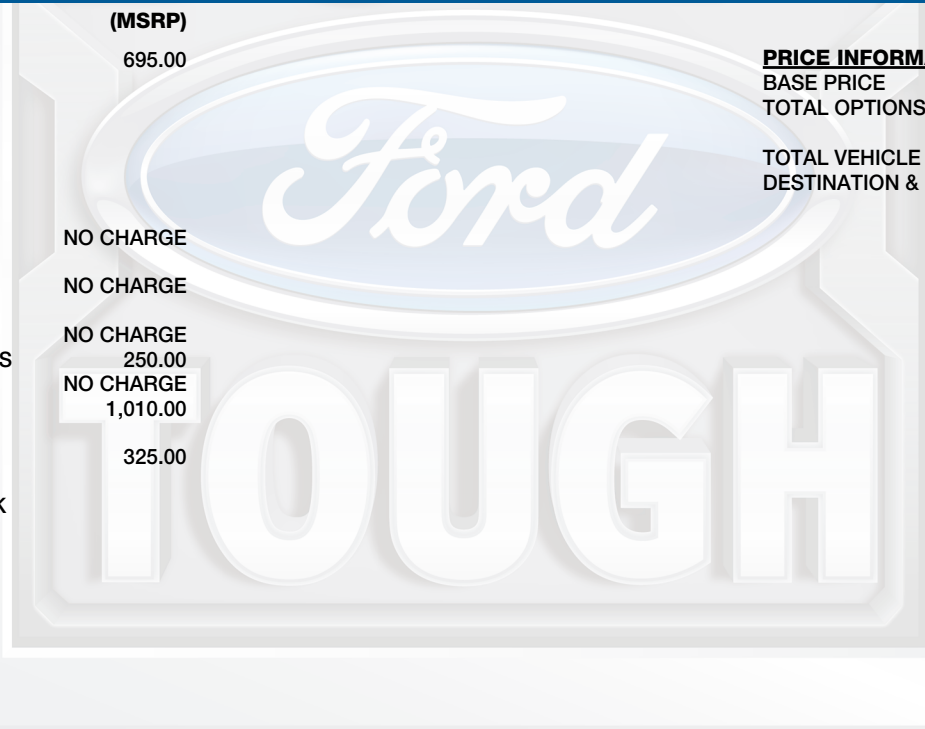 (MSRP)
695.00
NO CHARGE
NO CHARGE
NO CHARGE
S 250.00
NO CHARGE
1,010.00
325.00
K
PRICE INFORMA
BASE PRICE
TOTAL OPTIONS
TOTAL VEHICLE
DESTINATION &
Ford
TOUGH